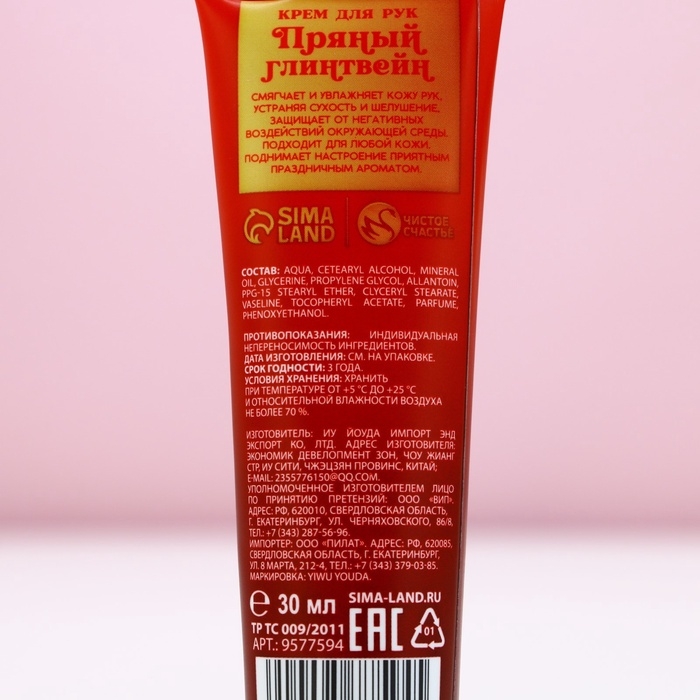 КРЕМ ДЛЯ РУК
Пряный
глинтвейн
СМЯГЧАЕТ И УВЛАЖНЯЕТ КОЖУ РУК,
УСТРАНЯЯ СУХОСТЬ И ШЕЛУШЕНИЕ,
ЗАЩИЩАЕТ ОТ НЕГАТИВНЫХ
ВОЗДЕЙСТВИЙ ОКРУЖАЮЩЕЙ СРЕДЫ.
ПОДХОДИТ ДЛЯ ЛЮБОЙ КОЖИ.
ПОДНИМАЕТ НАСТРОЕНИЕ ПРИЯТНЫМ
ПРАЗДНИЧНЫМ АРОМАТОМ.
SIMA LAND
ЧИСТОЕ СЧАСТЬЕ
СОСТАВ: AQUA, CETEARYL ALCOHOL, MINERAL
OIL, GLYCERINE, PROPYLENE GLYCOL, ALLANTOIN,
PPG-15 STEARYL ETHER, GLYCERYL STEARATE,
VASELINE, TOCOPHERYL ACETATE, PARFUME,
PHENOXYETHANOL.
ПРОТИВОПОКАЗАНИЯ: ИНДИВИДУАЛЬНАЯ
НЕПЕРЕНОСИМОСТЬ ИНГРЕДИЕНТОВ.
ДАТА ИЗГОТОВЛЕНИЯ: СМ. НА УПАКОВКЕ.
СРОК ГОДНОСТИ: 3 ГОДА.
УСЛОВИЯ ХРАНЕНИЯ: ХРАНИТЬ
ПРИ ТЕМПЕРАТУРЕ ОТ +5 °С ДО +25 °С
И ОТНОСИТЕЛЬНОЙ ВЛАЖНОСТИ ВОЗДУХА
НЕ БОЛЕЕ 70 %.
ИЗГОТОВИТЕЛЬ: ИУ ЙОУДА ИМПОРТ ЭНД
ЭКСПОРТ КО, ЛТД. АДРЕС ИЗГОТОВИТЕЛЯ:
ЭКОНОМИК ДЕВЕЛОПМЕНТ ЗОН, ЧОУ ЖИАНГ
СТР, ИУ СИТИ, ЧЖЭЦЗЯН ПРОВИНС, КИТАЙ;
E-MAIL: 2355776150@QQ.COM.
УПОЛНОМОЧЕННОЕ ИЗГОТОВИТЕЛЕМ ЛИЦО
ПО ПРИНЯТИЮ ПРЕТЕНЗИЙ: ООО «ВИП».
АДРЕС: РФ, 620010, СВЕРДЛОВСКАЯ ОБЛАСТЬ,
Г. ЕКАТЕРИНБУРГ, УЛ. ЧЕРНЯХОВСКОГО, 86/8,
ТЕЛ.: +7 (343) 287-56-96.
ИМПОРТЕР: ООО «ПИЛАТ». АДРЕС: РФ, 620085,
СВЕРДЛОВСКАЯ ОБЛАСТЬ, Г. ЕКАТЕРИНБУРГ,
УЛ. 8 МАРТА, 212-4, ТЕЛ.: +7 (343) 379-03-85.
МАРКИРОВКА: YIWU YOUDA.
℮ 30 МЛ
SIMA-LAND.RU
ТР ТС 009/2011
EAC
01
АРТ.: 9577594